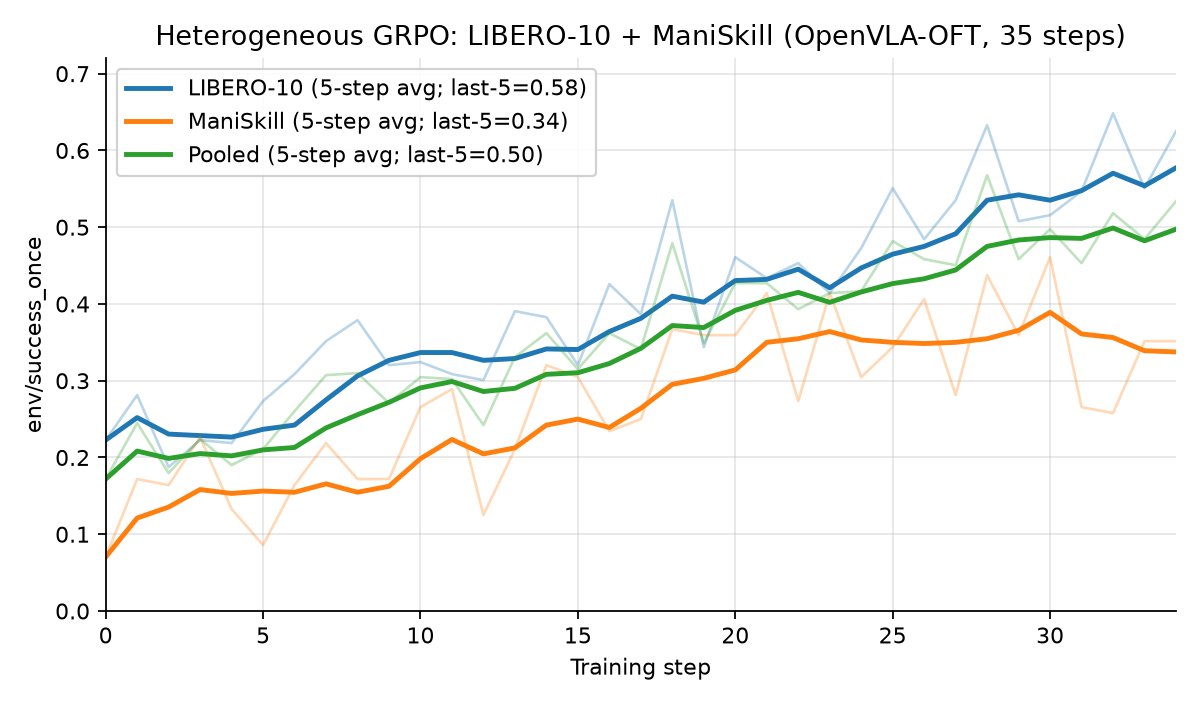 Heterogeneous GRPO: LIBERO-10 + ManiSkill (OpenVLA-OFT, 35 steps)
LIBERO-10 (5-step avg; last-5=0.58)
ManiSkill (5-step avg; last-5=0.34)
Pooled (5-step avg; last-5=0.50)
env/success_once
0.7
0.6
0.5
0.4
0.3
0.2
0.1
0.0
0 5 10 15 20 25 30
Training step